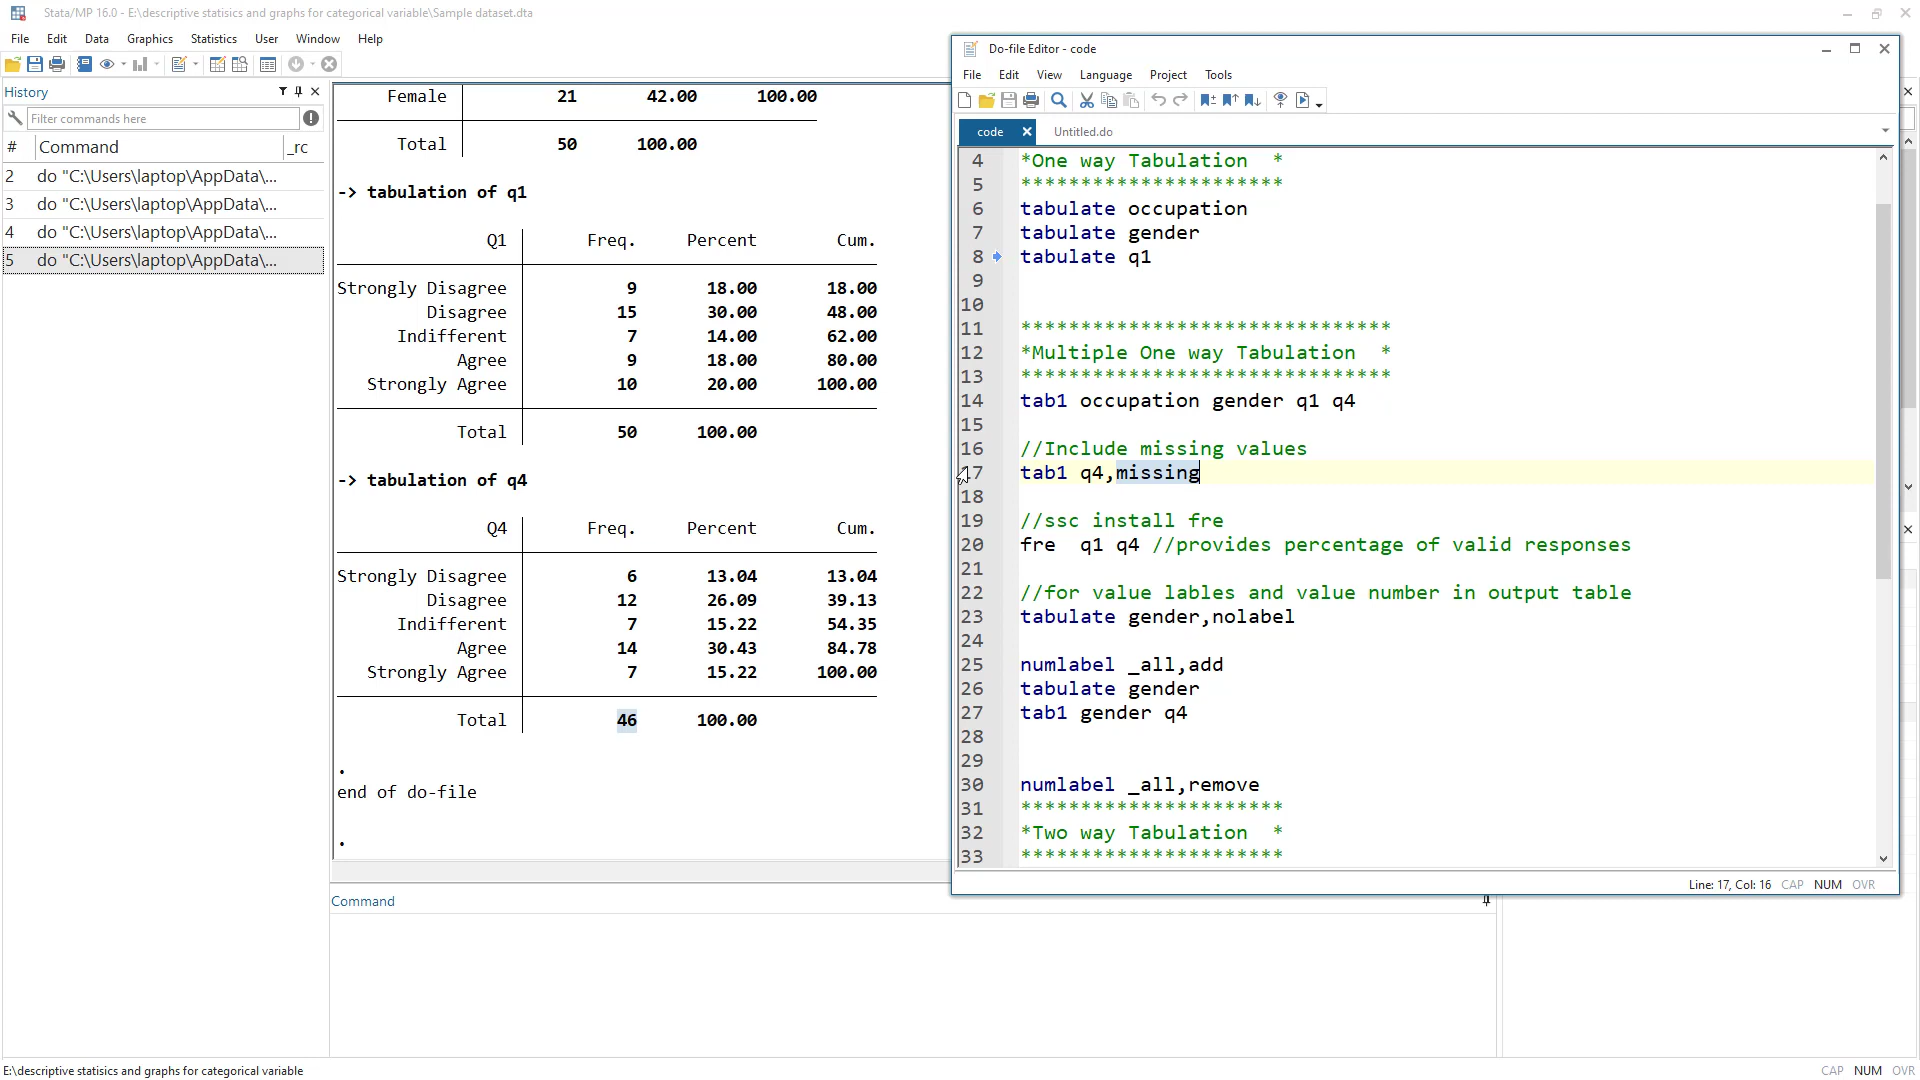 Stata/MP 16.0 - E:\descriptive statisics and graphs for categorical variable\Sample dataset.dta
File Edit Data Graphics Statistics User Window Help
History
Filter commands here
# Command _rc
2 do "C:\Users\laptop\AppData\...
3 do "C:\Users\laptop\AppData\...
4 do "C:\Users\laptop\AppData\...
5 do "C:\Users\laptop\AppData\...
Female 21 42.00 100.00
Total 50 100.00
-> tabulation of q1
Q1 Freq. Percent Cum.
Strongly Disagree 9 18.00 18.00
Disagree 15 30.00 48.00
Indifferent 7 14.00 62.00
Agree 9 18.00 80.00
Strongly Agree 10 20.00 100.00
Total 50 100.00
-> tabulation of q4
Q4 Freq. Percent Cum.
Strongly Disagree 6 13.04 13.04
Disagree 12 26.09 39.13
Indifferent 7 15.22 54.35
Agree 14 30.43 84.78
Strongly Agree 7 15.22 100.00
Total 46 100.00
.
end of do-file
.
Command
Do-file Editor - code
File Edit View Language Project Tools
code Untitled.do
4 *One way Tabulation *
5 **********************
6 tabulate occupation
7 tabulate gender
8 tabulate q1
9
10
11 *******************************
12 *Multiple One way Tabulation *
13 *******************************
14 tab1 occupation gender q1 q4
15
16 //Include missing values
17 tab1 q4,missing
18
19 //ssc install fre
20 fre q1 q4 //provides percentage of valid responses
21
22 //for value lables and value number in output table
23 tabulate gender,nolabel
24
25 numlabel _all,add
26 tabulate gender
27 tab1 gender q4
28
29
30 numlabel _all,remove
31 **********************
32 *Two way Tabulation *
33 **********************
Line: 17, Col: 16 CAP NUM OVR
E:\descriptive statisics and graphs for categorical variable
CAP NUM OVR